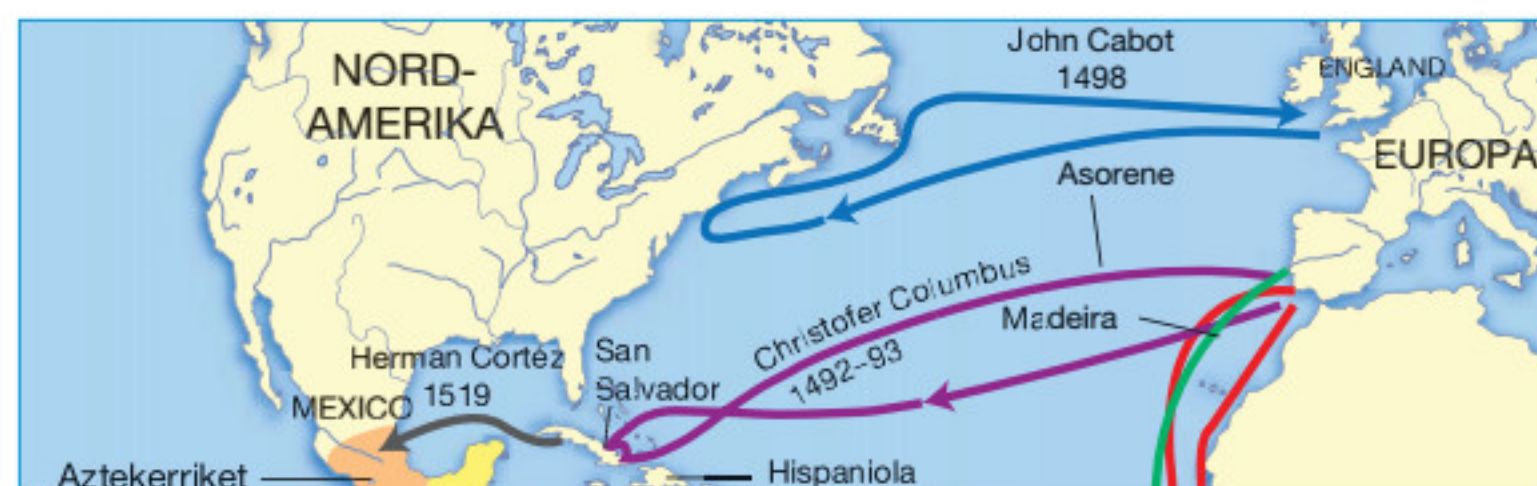 John Cabot
1498
ENGLAND
NORD-
AMERIKA
EUROPA
Asorene
Christofer Columbus
1492–93
Madeira
Herman Cortez
1519
San
Salvador
MEXICO
Aztekerriket
Hispaniola